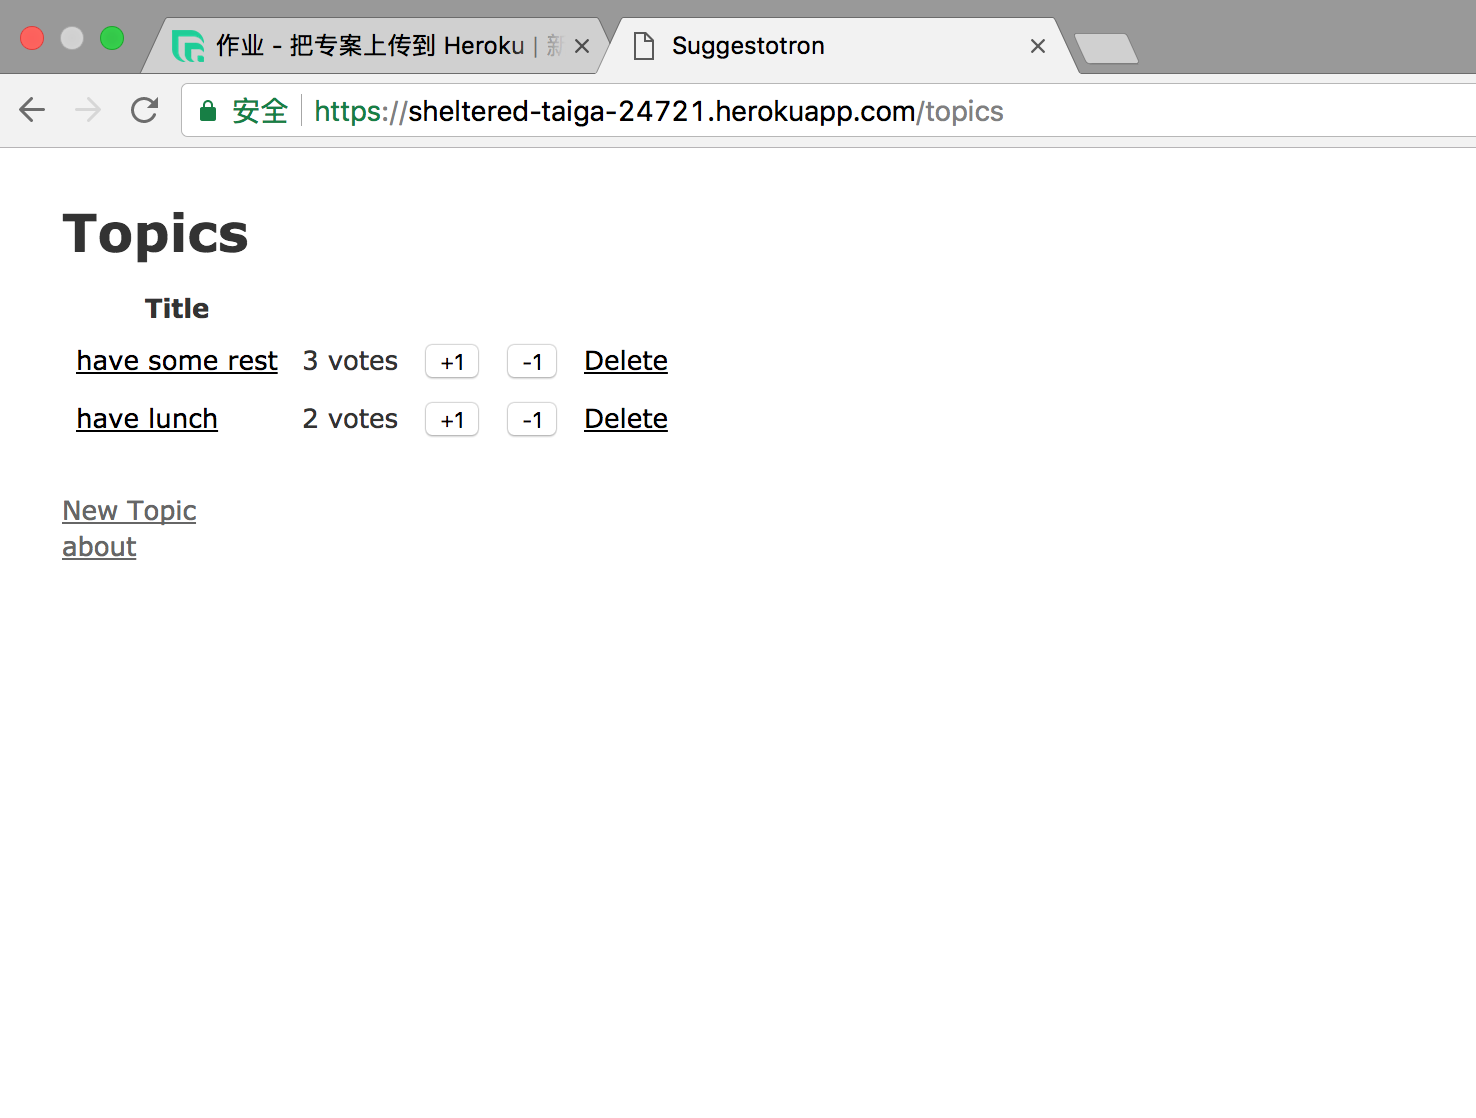 作业 - 把专案上传到 Heroku | 新
Suggestotron
安全 https://sheltered-taiga-24721.herokuapp.com/topics
Topics
Title
have some rest 3 votes +1 -1 Delete
have lunch 2 votes +1 -1 Delete
New Topic
about